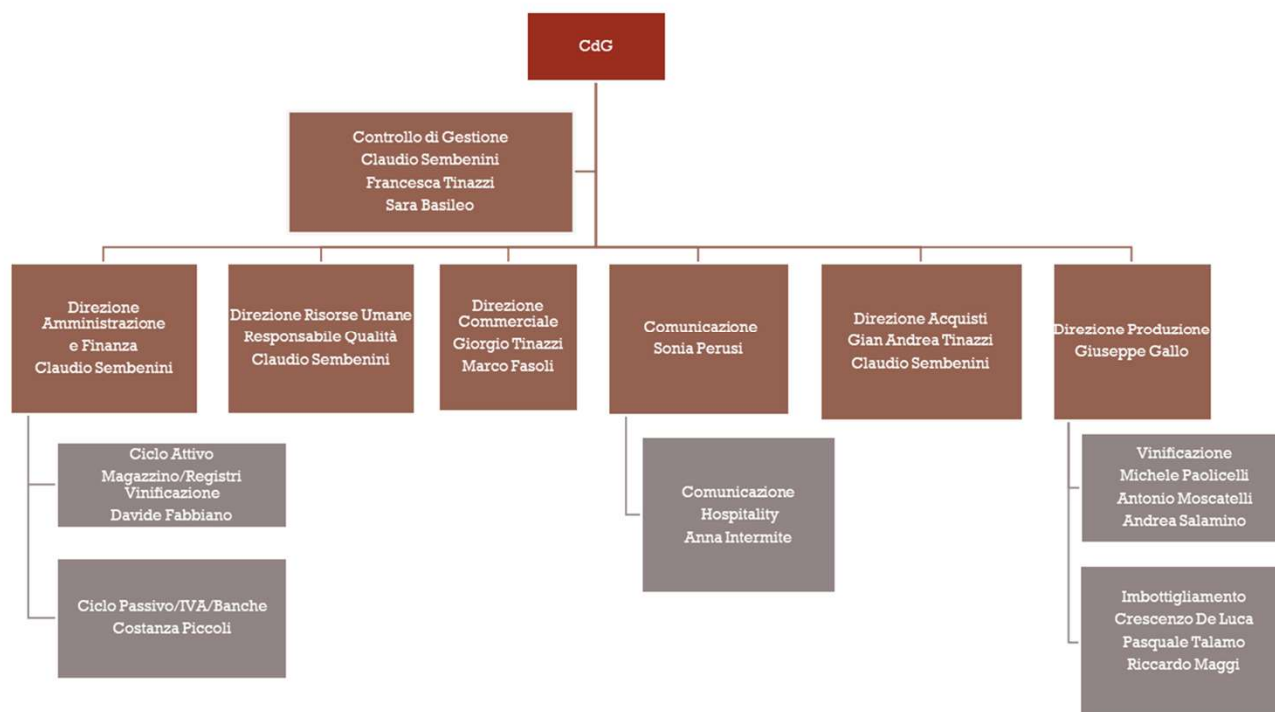 CdG
Controllo di Gestione
Claudio Sembenini
Francesca Tinazzi
Sara Basileo
Direzione
Amministrazione
e Finanza
Claudio Sembenini
Direzione Risorse Umane
Responsabile Qualità
Claudio Sembenini
Direzione
Commerciale
Giorgio Tinazzi
Marco Fasoli
Comunicazione
Sonia Perusi
Direzione Acquisti
Gian Andrea Tinazzi
Claudio Sembenini
Direzione Produzione
Giuseppe Gallo
Ciclo Attivo
Magazzino/Registri
Vinificazione
Davide Fabbiano
Ciclo Passivo/IVA/Banche
Costanza Piccoli
Comunicazione
Hospitality
Anna Intermite
Vinificazione
Michele Paolicelli
Antonio Moscatelli
Andrea Salamino
Imbottigliamento
Crescenzo De Luca
Pasquale Talamo
Riccardo Maggi